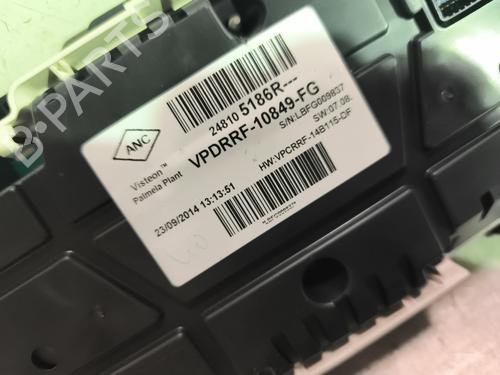 B-PARTS
24810 5186R---
VPDRRF-10849-FG
S/N:LBFG009837
SW:07.08.
HW:VPCRRF-14B115-DF
ANC
Visteon™
Palmela Plant
23/09/2014 13:13:51